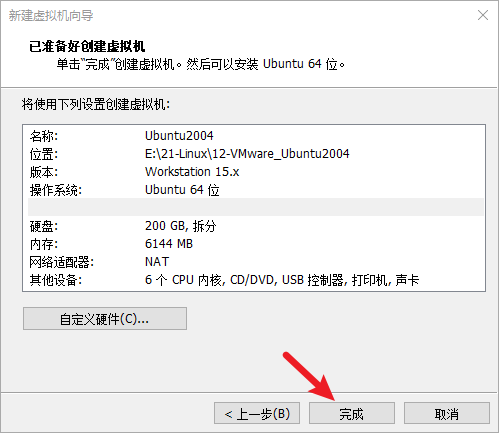 新建虚拟机向导
已准备好创建虚拟机
单击“完成”创建虚拟机。然后可以安装 Ubuntu 64 位。
将使用下列设置创建虚拟机:
名称: Ubuntu2004
位置: E:\21-Linux\12-VMware_Ubuntu2004
版本: Workstation 15.x
操作系统: Ubuntu 64 位
硬盘: 200 GB, 拆分
内存: 6144 MB
网络适配器: NAT
其他设备: 6 个 CPU 内核, CD/DVD, USB 控制器, 打印机, 声卡
自定义硬件(C)...
< 上一步(B) 完成 取消